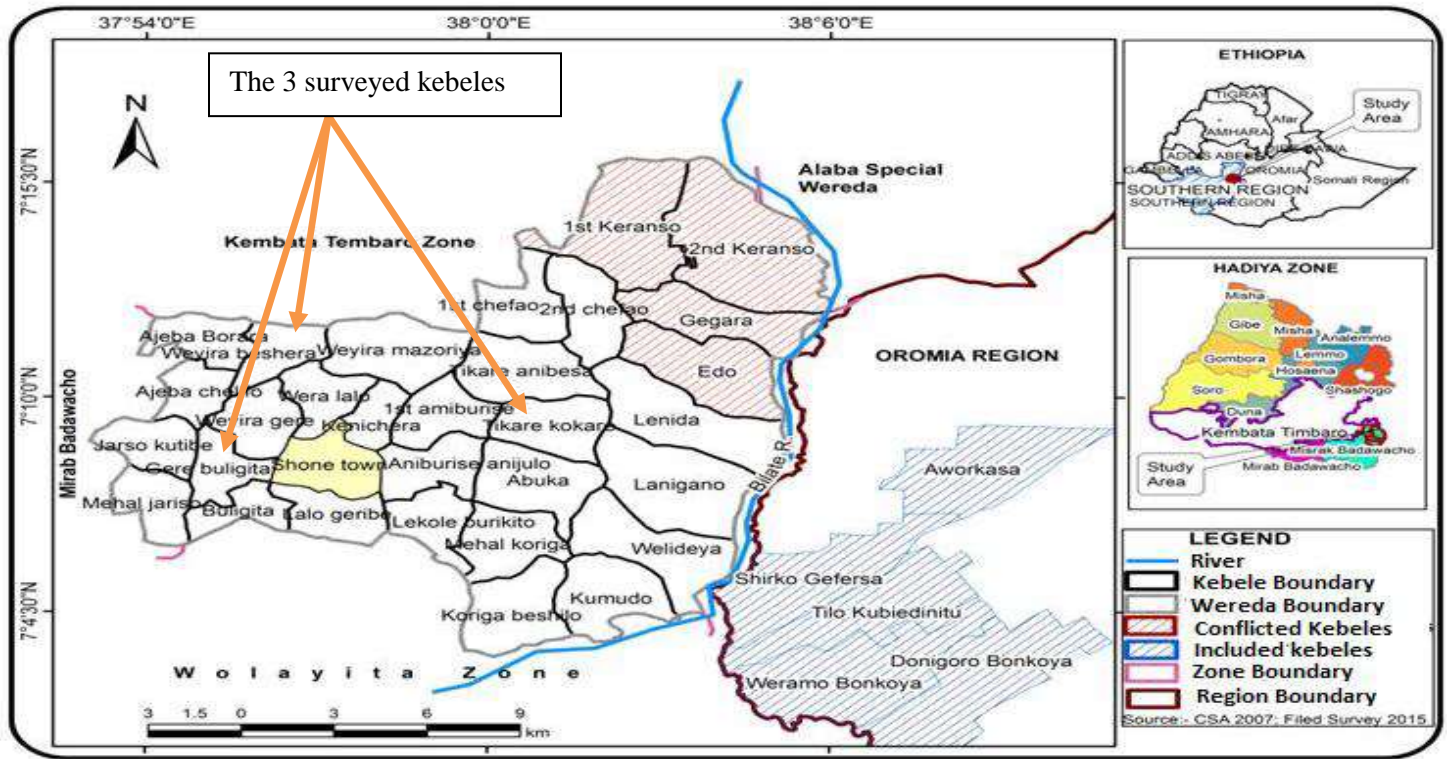 37°54'0"E
38°0'0"E
38°6'0"E
The 3 surveyed kebeles
N
7°15'30"N
7°10'0"N
7°4'30"N
Alaba Special
Wereda
Kembata Tembaro Zone
OROMIA REGION
Mirab Badawacho
Wolayita Zone
Bilate R.
1st Keranso
2nd Keranso
1st chefao
2nd chefao
Gegara
Edo
Ajeba Borara
Weyira beshera
Weyira mazoriya
Tikare anibesa
Wera lalo
1st amiburise
Weyira gere
Kenichera
Tikare kokare
Lenida
Jarso kutibe
Gere buligita
Shone town
Aniburise anijulo
Abuka
Lanigano
Buligita
Lalo geribe
Lekole burikito
Mehal koriga
Welideya
Koriga beshilo
Kumudo
Aworkasa
Shirko Gefersa
Tilo Kubiedinitu
Donigoro Bonkoya
Weramo Bonkoya
3 1.5 0 3 6 9
km
ETHIOPIA
TIGRAY
Afar
AMHARA
OROMIA
Somali Region
SOUTHERN REGION
SOUTHERN REGION
Study
Area
HADIYA ZONE
Misha
Gibe
Misha
Analemmo
Gombora
Lemmo
Hosaena
Soro
Shashogo
Duna
Kembata Timbaro
Misrak Badawacho
Mirab Badawacho
Study
Area
LEGEND
River
Kebele Boundary
Wereda Boundary
Conflicted Kebeles
Included kebeles
Zone Boundary
Region Boundary
Source:- CSA 2007; Filed Survey 2015